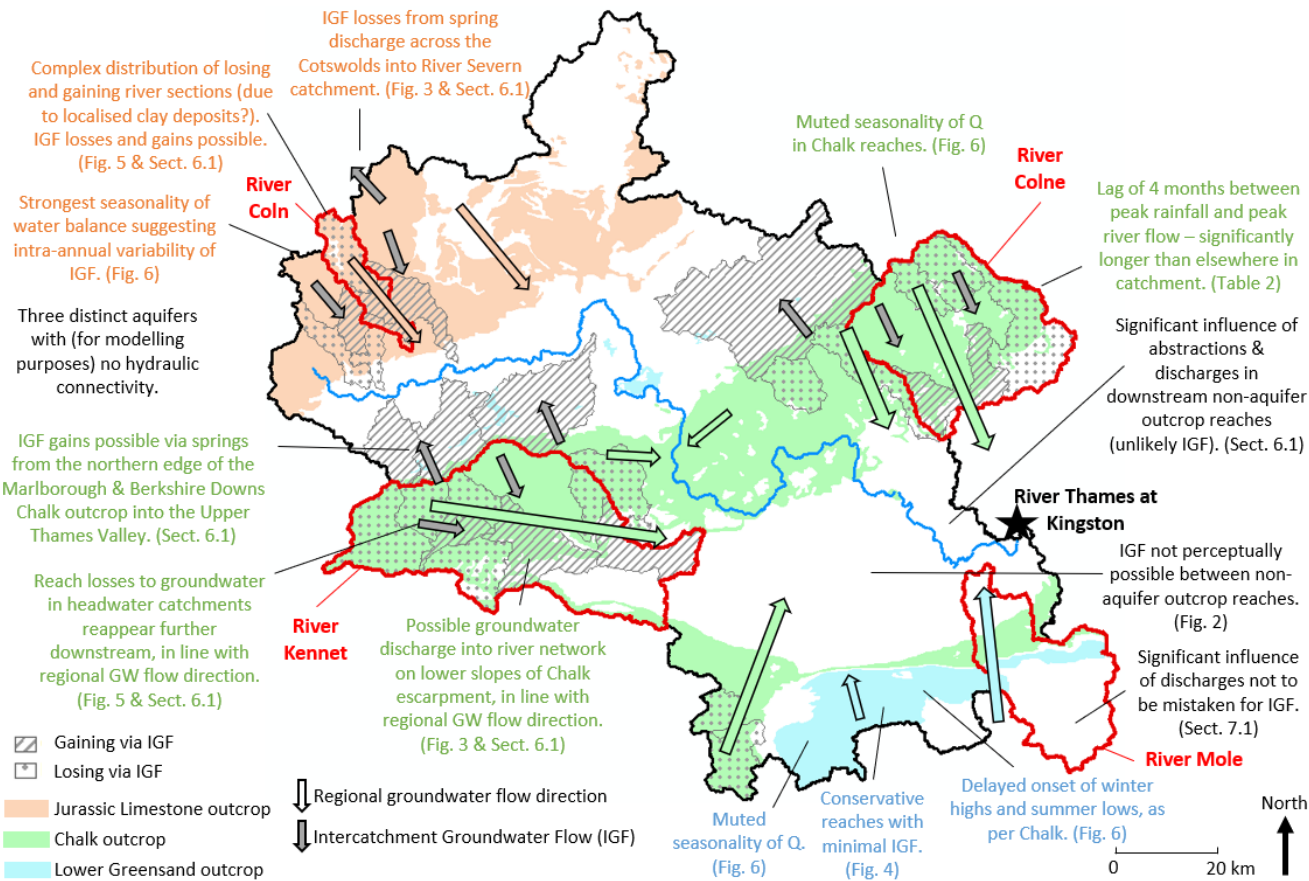 IGF losses from spring
discharge across the
Cotswolds into River Severn
catchment. (Fig. 3 & Sect. 6.1)
Complex distribution of losing
and gaining river sections (due
to localised clay deposits?).
IGF losses and gains possible.
(Fig. 5 & Sect. 6.1)
River
Coln
Strongest seasonality of
water balance suggesting
intra-annual variability of
IGF. (Fig. 6)
Three distinct aquifers
with (for modelling
purposes) no hydraulic
connectivity.
IGF gains possible via springs
from the northern edge of the
Marlborough & Berkshire Downs
Chalk outcrop into the Upper
Thames Valley. (Sect. 6.1)
Reach losses to groundwater
in headwater catchments
reappear further
downstream, in line with
regional GW flow direction.
(Fig. 5 & Sect. 6.1)
River
Kennet
Possible groundwater
discharge into river network
on lower slopes of Chalk
escarpment, in line with
regional GW flow direction.
(Fig. 3 & Sect. 6.1)
Muted seasonality of Q
in Chalk reaches. (Fig. 6)
River
Colne
Lag of 4 months between
peak rainfall and peak
river flow – significantly
longer than elsewhere in
catchment. (Table 2)
Significant influence of
abstractions &
discharges in
downstream non-aquifer
outcrop reaches
(unlikely IGF). (Sect. 6.1)
River Thames at
Kingston
IGF not perceptually
possible between non-
aquifer outcrop reaches.
(Fig. 2)
Significant influence
of discharges not to
be mistaken for IGF.
(Sect. 7.1)
River Mole
Muted
seasonality of Q.
(Fig. 6)
Conservative
reaches with
minimal IGF.
(Fig. 4)
Delayed onset of winter
highs and summer lows, as
per Chalk. (Fig. 6)
Gaining via IGF
Losing via IGF
Jurassic Limestone outcrop
Chalk outcrop
Lower Greensand outcrop
Regional groundwater flow direction
Intercatchment Groundwater Flow (IGF)
North
0 20 km